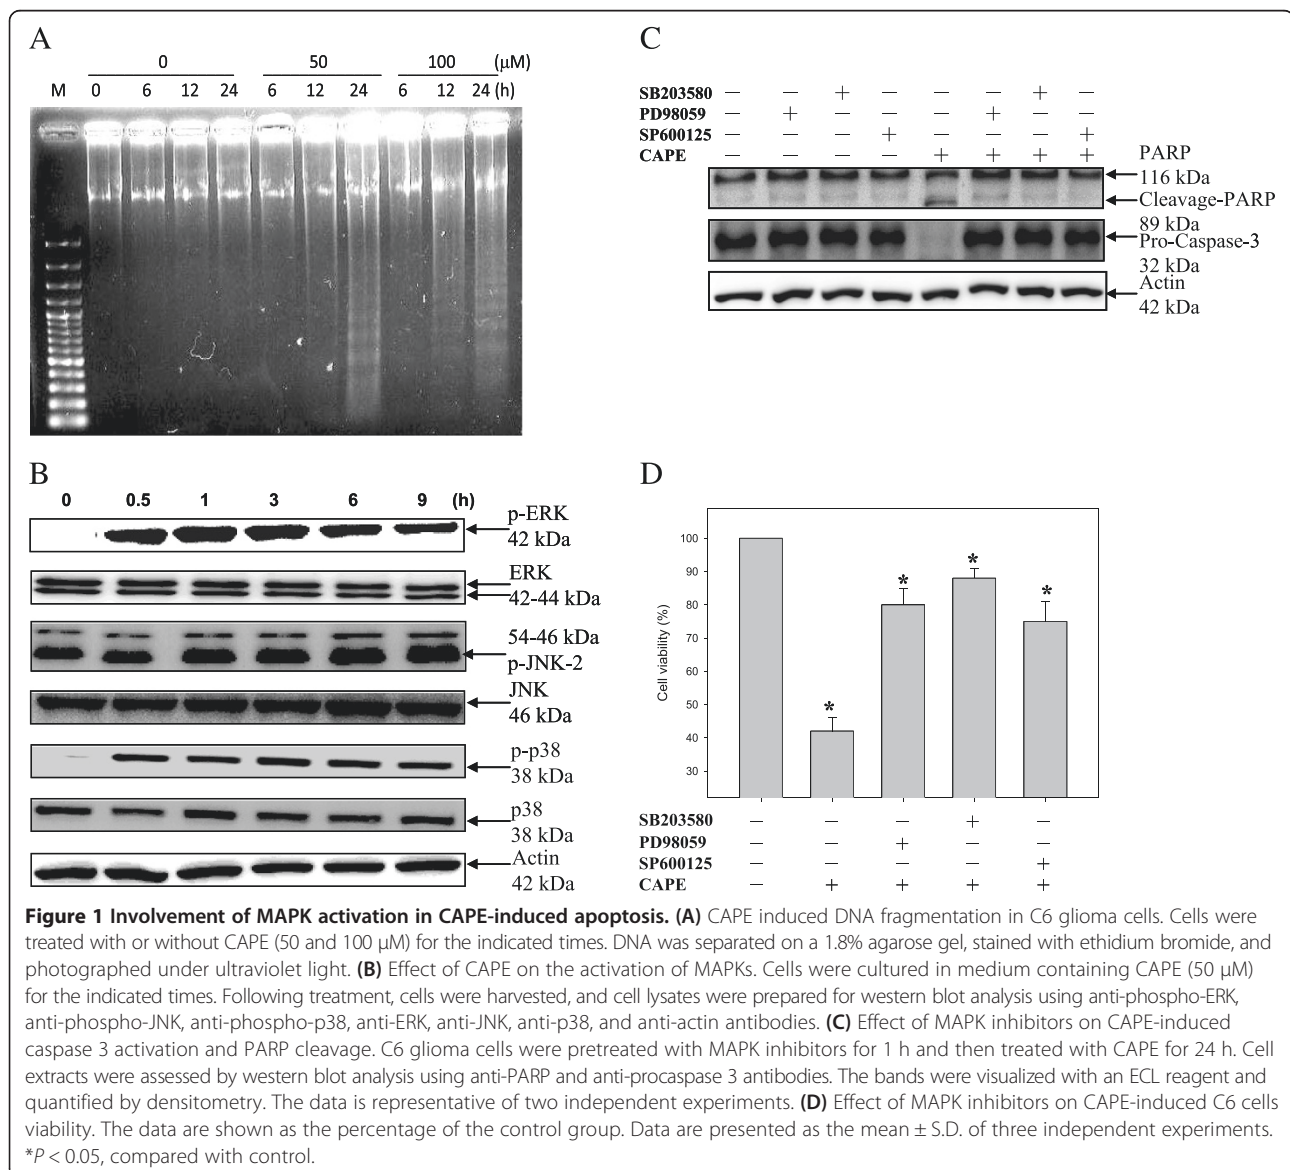 A
0 50 100 (μM)
M 0 6 12 24 6 12 24 6 12 24 (h)
B
0 0.5 1 3 6 9 (h)
p-ERK
42 kDa
ERK
42-44 kDa
54-46 kDa
p-JNK-2
JNK
46 kDa
p-p38
38 kDa
p38
38 kDa
Actin
42 kDa
C
SB203580 – – + – – – + –
PD98059 – + – – – + – –
SP600125 – – – + – – – +
CAPE – – – – + + + +
PARP
116 kDa
Cleavage-PARP
89 kDa
Pro-Caspase-3
32 kDa
Actin
42 kDa
D
Cell viability (%)
100
90
80
70
60
50
40
30
* * * *
SB203580 – – – + –
PD98059 – – + – –
SP600125 – – – – +
CAPE – + + + +
Figure 1 Involvement of MAPK activation in CAPE-induced apoptosis. (A) CAPE induced DNA fragmentation in C6 glioma cells. Cells were
treated with or without CAPE (50 and 100 μM) for the indicated times. DNA was separated on a 1.8% agarose gel, stained with ethidium bromide, and
photographed under ultraviolet light. (B) Effect of CAPE on the activation of MAPKs. Cells were cultured in medium containing CAPE (50 μM)
for the indicated times. Following treatment, cells were harvested, and cell lysates were prepared for western blot analysis using anti-phospho-ERK,
anti-phospho-JNK, anti-phospho-p38, anti-ERK, anti-JNK, anti-p38, and anti-actin antibodies. (C) Effect of MAPK inhibitors on CAPE-induced
caspase 3 activation and PARP cleavage. C6 glioma cells were pretreated with MAPK inhibitors for 1 h and then treated with CAPE for 24 h. Cell
extracts were assessed by western blot analysis using anti-PARP and anti-procaspase 3 antibodies. The bands were visualized with an ECL reagent and
quantified by densitometry. The data is representative of two independent experiments. (D) Effect of MAPK inhibitors on CAPE-induced C6 cells
viability. The data are shown as the percentage of the control group. Data are presented as the mean ± S.D. of three independent experiments.
*P < 0.05, compared with control.